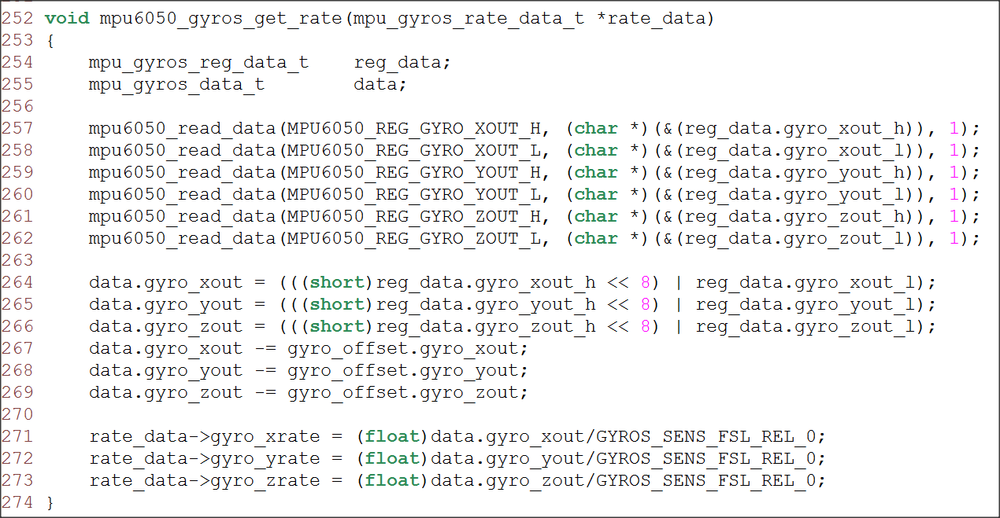 252 void mpu6050_gyros_get_rate(mpu_gyros_rate_data_t *rate_data)
253 {
254     mpu_gyros_reg_data_t    reg_data;
255     mpu_gyros_data_t        data;
256
257     mpu6050_read_data(MPU6050_REG_GYRO_XOUT_H, (char *)(&(reg_data.gyro_xout_h)), 1);
258     mpu6050_read_data(MPU6050_REG_GYRO_XOUT_L, (char *)(&(reg_data.gyro_xout_l)), 1);
259     mpu6050_read_data(MPU6050_REG_GYRO_YOUT_H, (char *)(&(reg_data.gyro_yout_h)), 1);
260     mpu6050_read_data(MPU6050_REG_GYRO_YOUT_L, (char *)(&(reg_data.gyro_yout_l)), 1);
261     mpu6050_read_data(MPU6050_REG_GYRO_ZOUT_H, (char *)(&(reg_data.gyro_zout_h)), 1);
262     mpu6050_read_data(MPU6050_REG_GYRO_ZOUT_L, (char *)(&(reg_data.gyro_zout_l)), 1);
263
264     data.gyro_xout = (((short)reg_data.gyro_xout_h << 8) | reg_data.gyro_xout_l);
265     data.gyro_yout = (((short)reg_data.gyro_yout_h << 8) | reg_data.gyro_yout_l);
266     data.gyro_zout = (((short)reg_data.gyro_zout_h << 8) | reg_data.gyro_zout_l);
267     data.gyro_xout -= gyro_offset.gyro_xout;
268     data.gyro_yout -= gyro_offset.gyro_yout;
269     data.gyro_zout -= gyro_offset.gyro_zout;
270
271     rate_data->gyro_xrate = (float)data.gyro_xout/GYROS_SENS_FSL_REL_0;
272     rate_data->gyro_yrate = (float)data.gyro_yout/GYROS_SENS_FSL_REL_0;
273     rate_data->gyro_zrate = (float)data.gyro_zout/GYROS_SENS_FSL_REL_0;
274 }